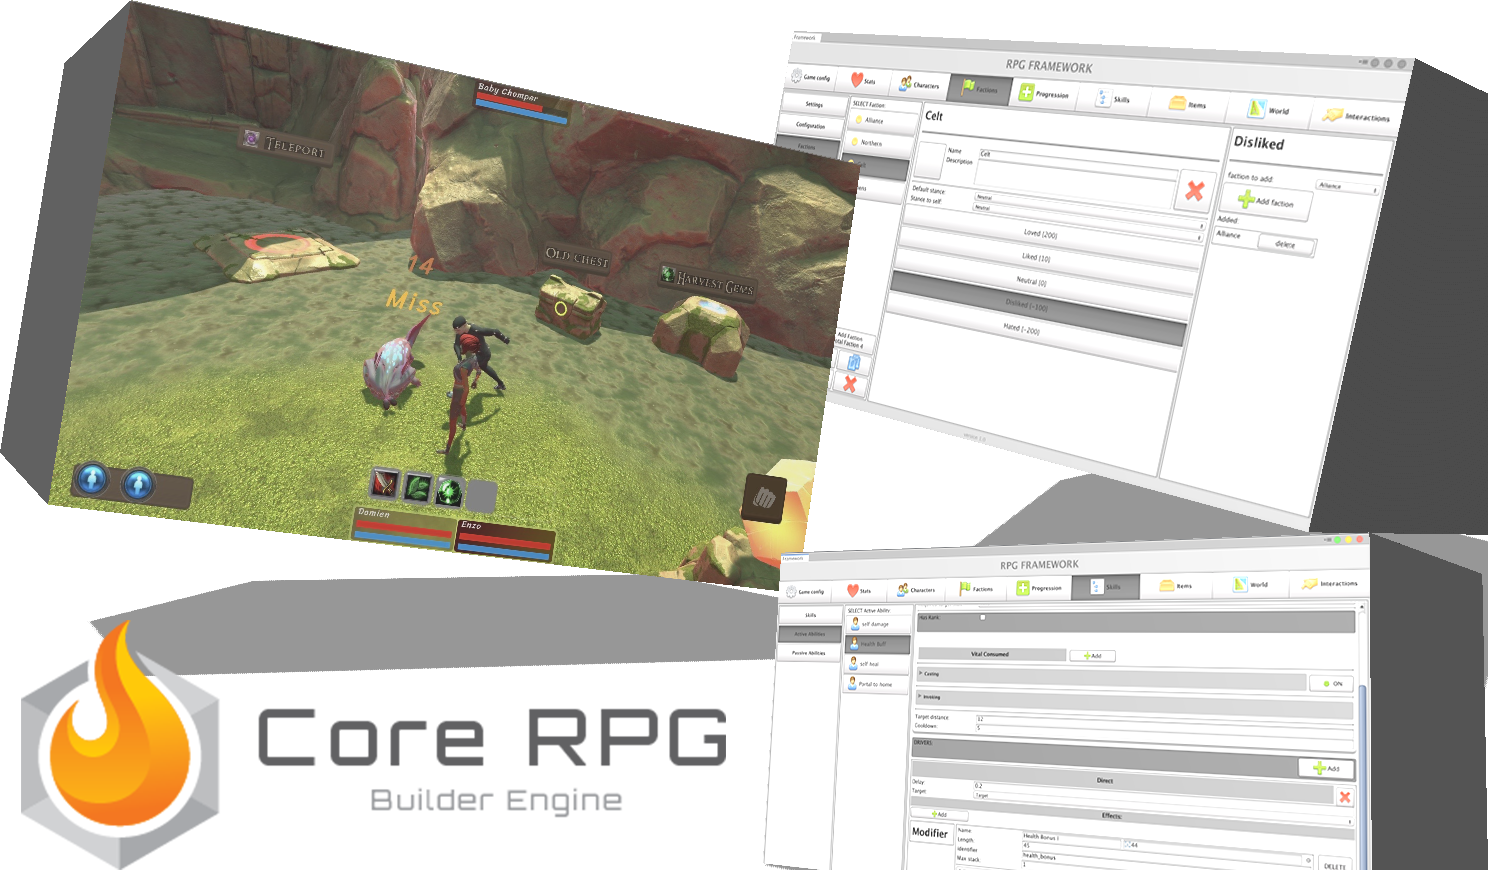 Baby Chomper
TELEPORT
14
Miss
OLD CHEST
HARVEST GEMS
Damien
Enzo
Framework
RPG FRAMEWORK
Game config
Stats
Characters
Factions
Progression
Skills
Items
World
Interactions
Settings
Configuration
Factions
SELECT Faction:
Alliance
Northern
Celt
Name
Celt
Description
Default stance:
Neutral
Stance to self:
Neutral
Loved (200)
Liked (10)
Neutral (0)
Disliked (-100)
Hated (-200)
Disliked
faction to add
Alliance
Add faction
Added:
Alliance
delete
Add Faction
Version 1.0
Framework
RPG FRAMEWORK
Game config
Stats
Characters
Factions
Progression
Skills
Items
World
Interactions
Skills
Active Abilities
Passive Abilities
SELECT Active Ability:
self damage
Health buff
self heal
Portal to home
Has Rank:
Vital Consumed
Add
Casting
ON
Invoking
Target distance
12
Cooldown:
5
DRIVERS:
Add
Direct
Delay:
0.2
Target
Target
Effects:
Add
Modifier
Name:
Health Bonus I
Length:
45
44
Identifier
health_bonus
Max stack
1
DELETE
Core RPG
Builder Engine